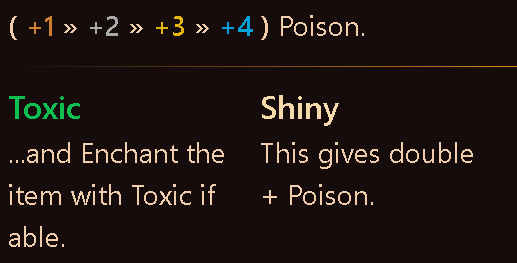 ( +1 » +2 » +3 » +4 ) Poison.
Toxic
...and Enchant the
item with Toxic if
able.
Shiny
This gives double
+ Poison.